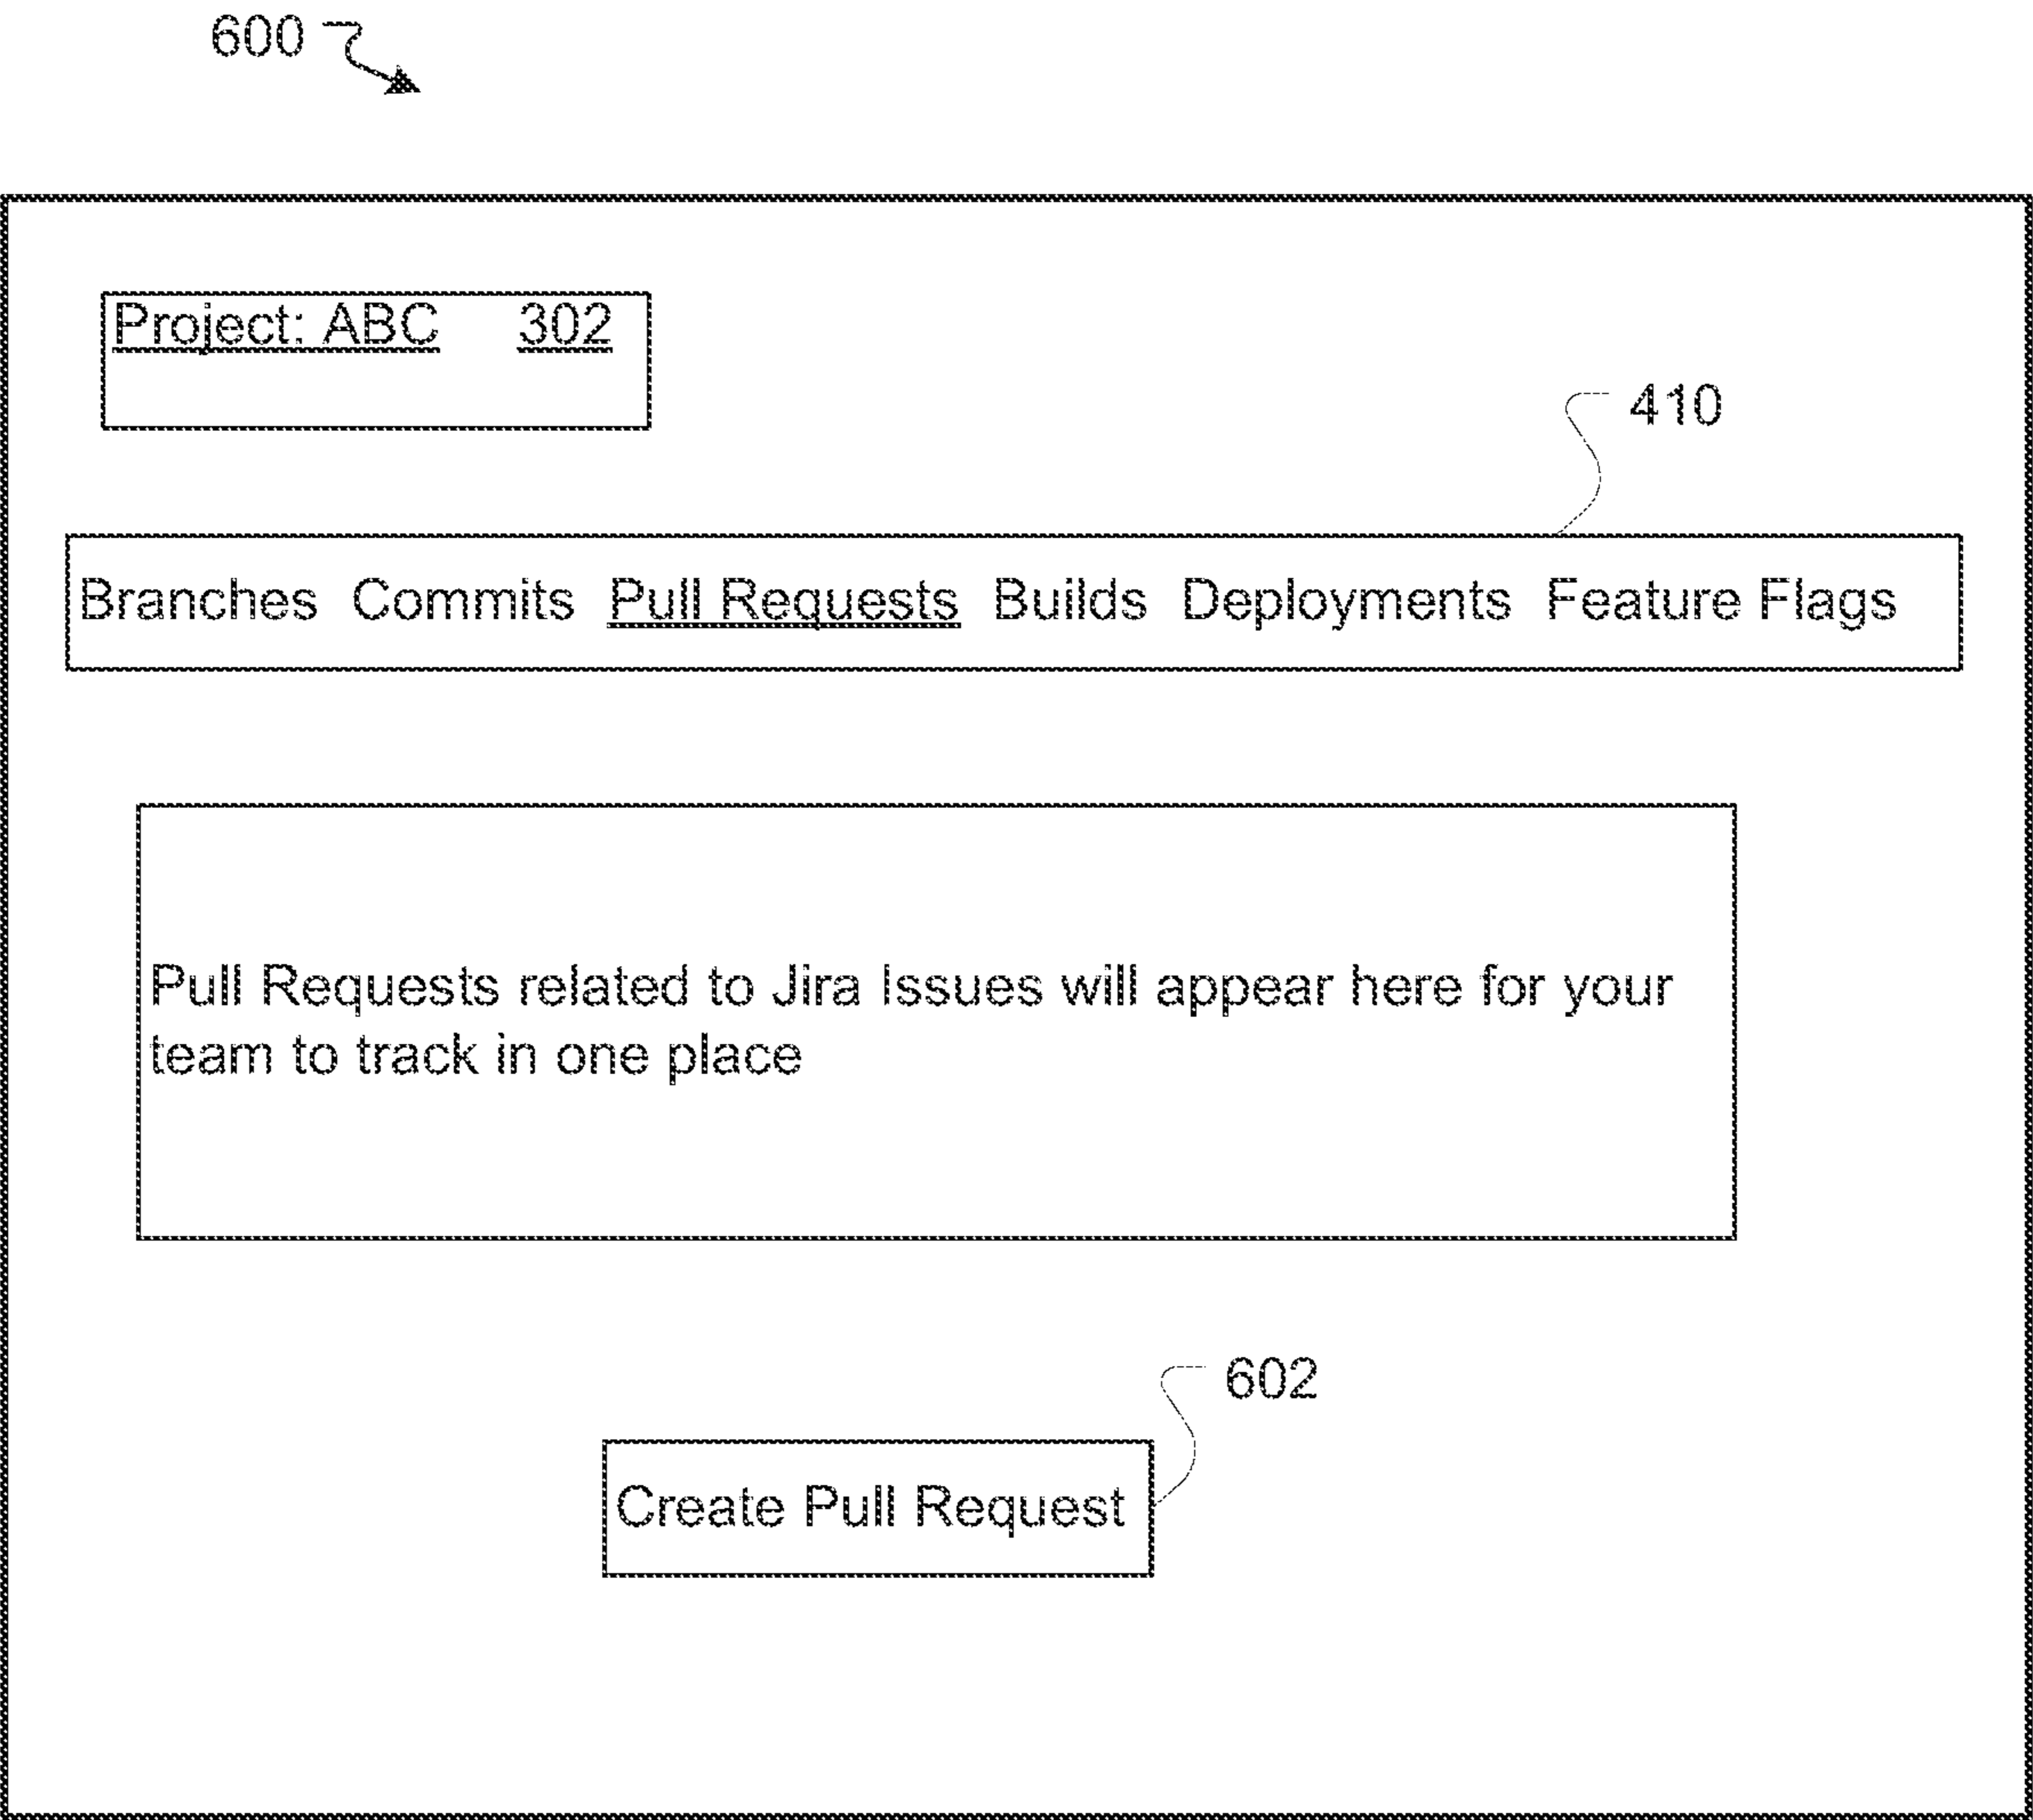 600
Project: ABC 302
410
Branches Commits Pull Requests Builds Deployments Feature Flags
Pull Requests related to Jira Issues will appear here for your
team to track in one place
602
Create Pull Request